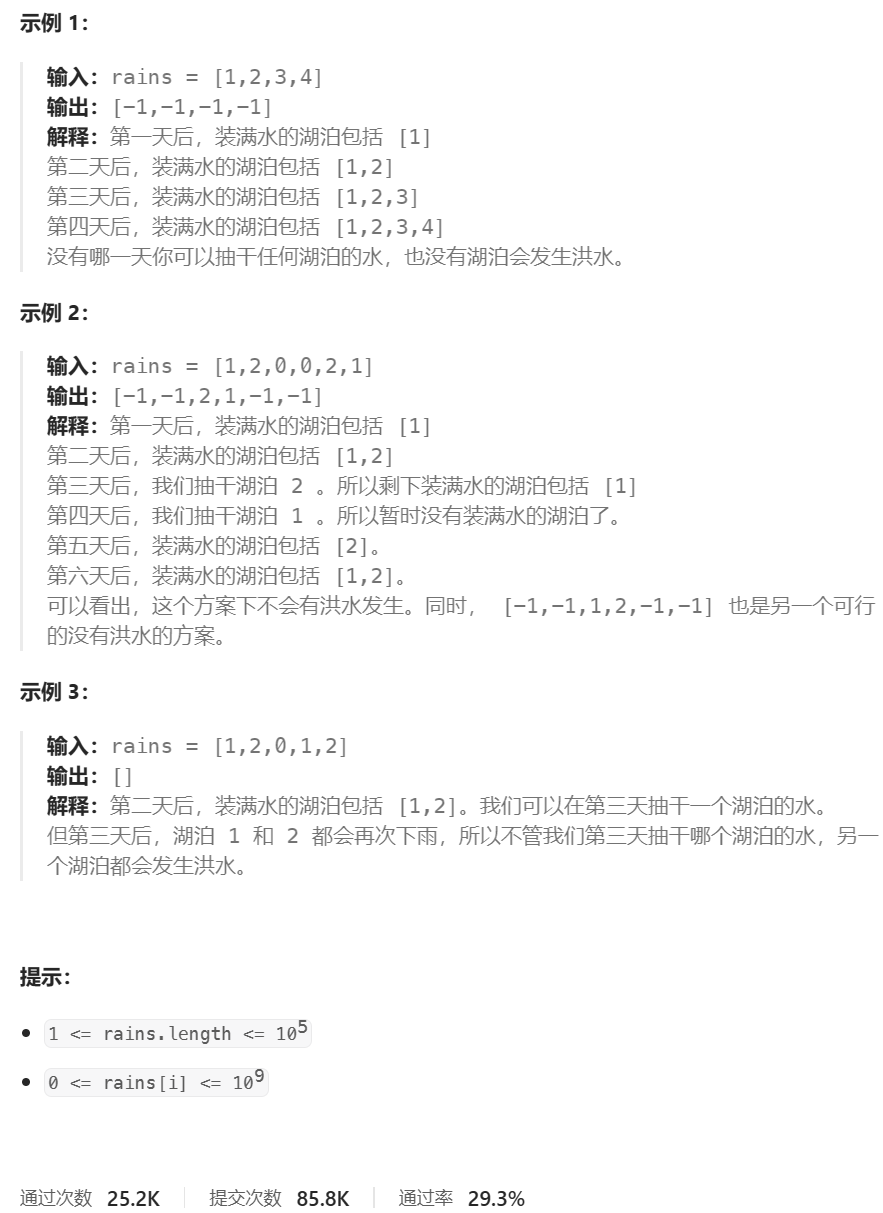 示例 1：
输入：rains = [1,2,3,4]
输出：[-1,-1,-1,-1]
解释：第一天后，装满水的湖泊包括 [1]
第二天后，装满水的湖泊包括 [1,2]
第三天后，装满水的湖泊包括 [1,2,3]
第四天后，装满水的湖泊包括 [1,2,3,4]
没有哪一天你可以抽干任何湖泊的水，也没有湖泊会发生洪水。
示例 2：
输入：rains = [1,2,0,0,2,1]
输出：[-1,-1,2,1,-1,-1]
解释：第一天后，装满水的湖泊包括 [1]
第二天后，装满水的湖泊包括 [1,2]
第三天后，我们抽干湖泊 2 。所以剩下装满水的湖泊包括 [1]
第四天后，我们抽干湖泊 1 。所以暂时没有装满水的湖泊了。
第五天后，装满水的湖泊包括 [2]。
第六天后，装满水的湖泊包括 [1,2]。
可以看出，这个方案下不会有洪水发生。同时， [-1,-1,1,2,-1,-1] 也是另一个可行
的没有洪水的方案。
示例 3：
输入：rains = [1,2,0,1,2]
输出：[]
解释：第二天后，装满水的湖泊包括 [1,2]。我们可以在第三天抽干一个湖泊的水。
但第三天后，湖泊 1 和 2 都会再次下雨，所以不管我们第三天抽干哪个湖泊的水，另一
个湖泊都会发生洪水。
提示：
• 1 <= rains.length <= 10⁵
• 0 <= rains[i] <= 10⁹
通过次数 25.2K 提交次数 85.8K 通过率 29.3%